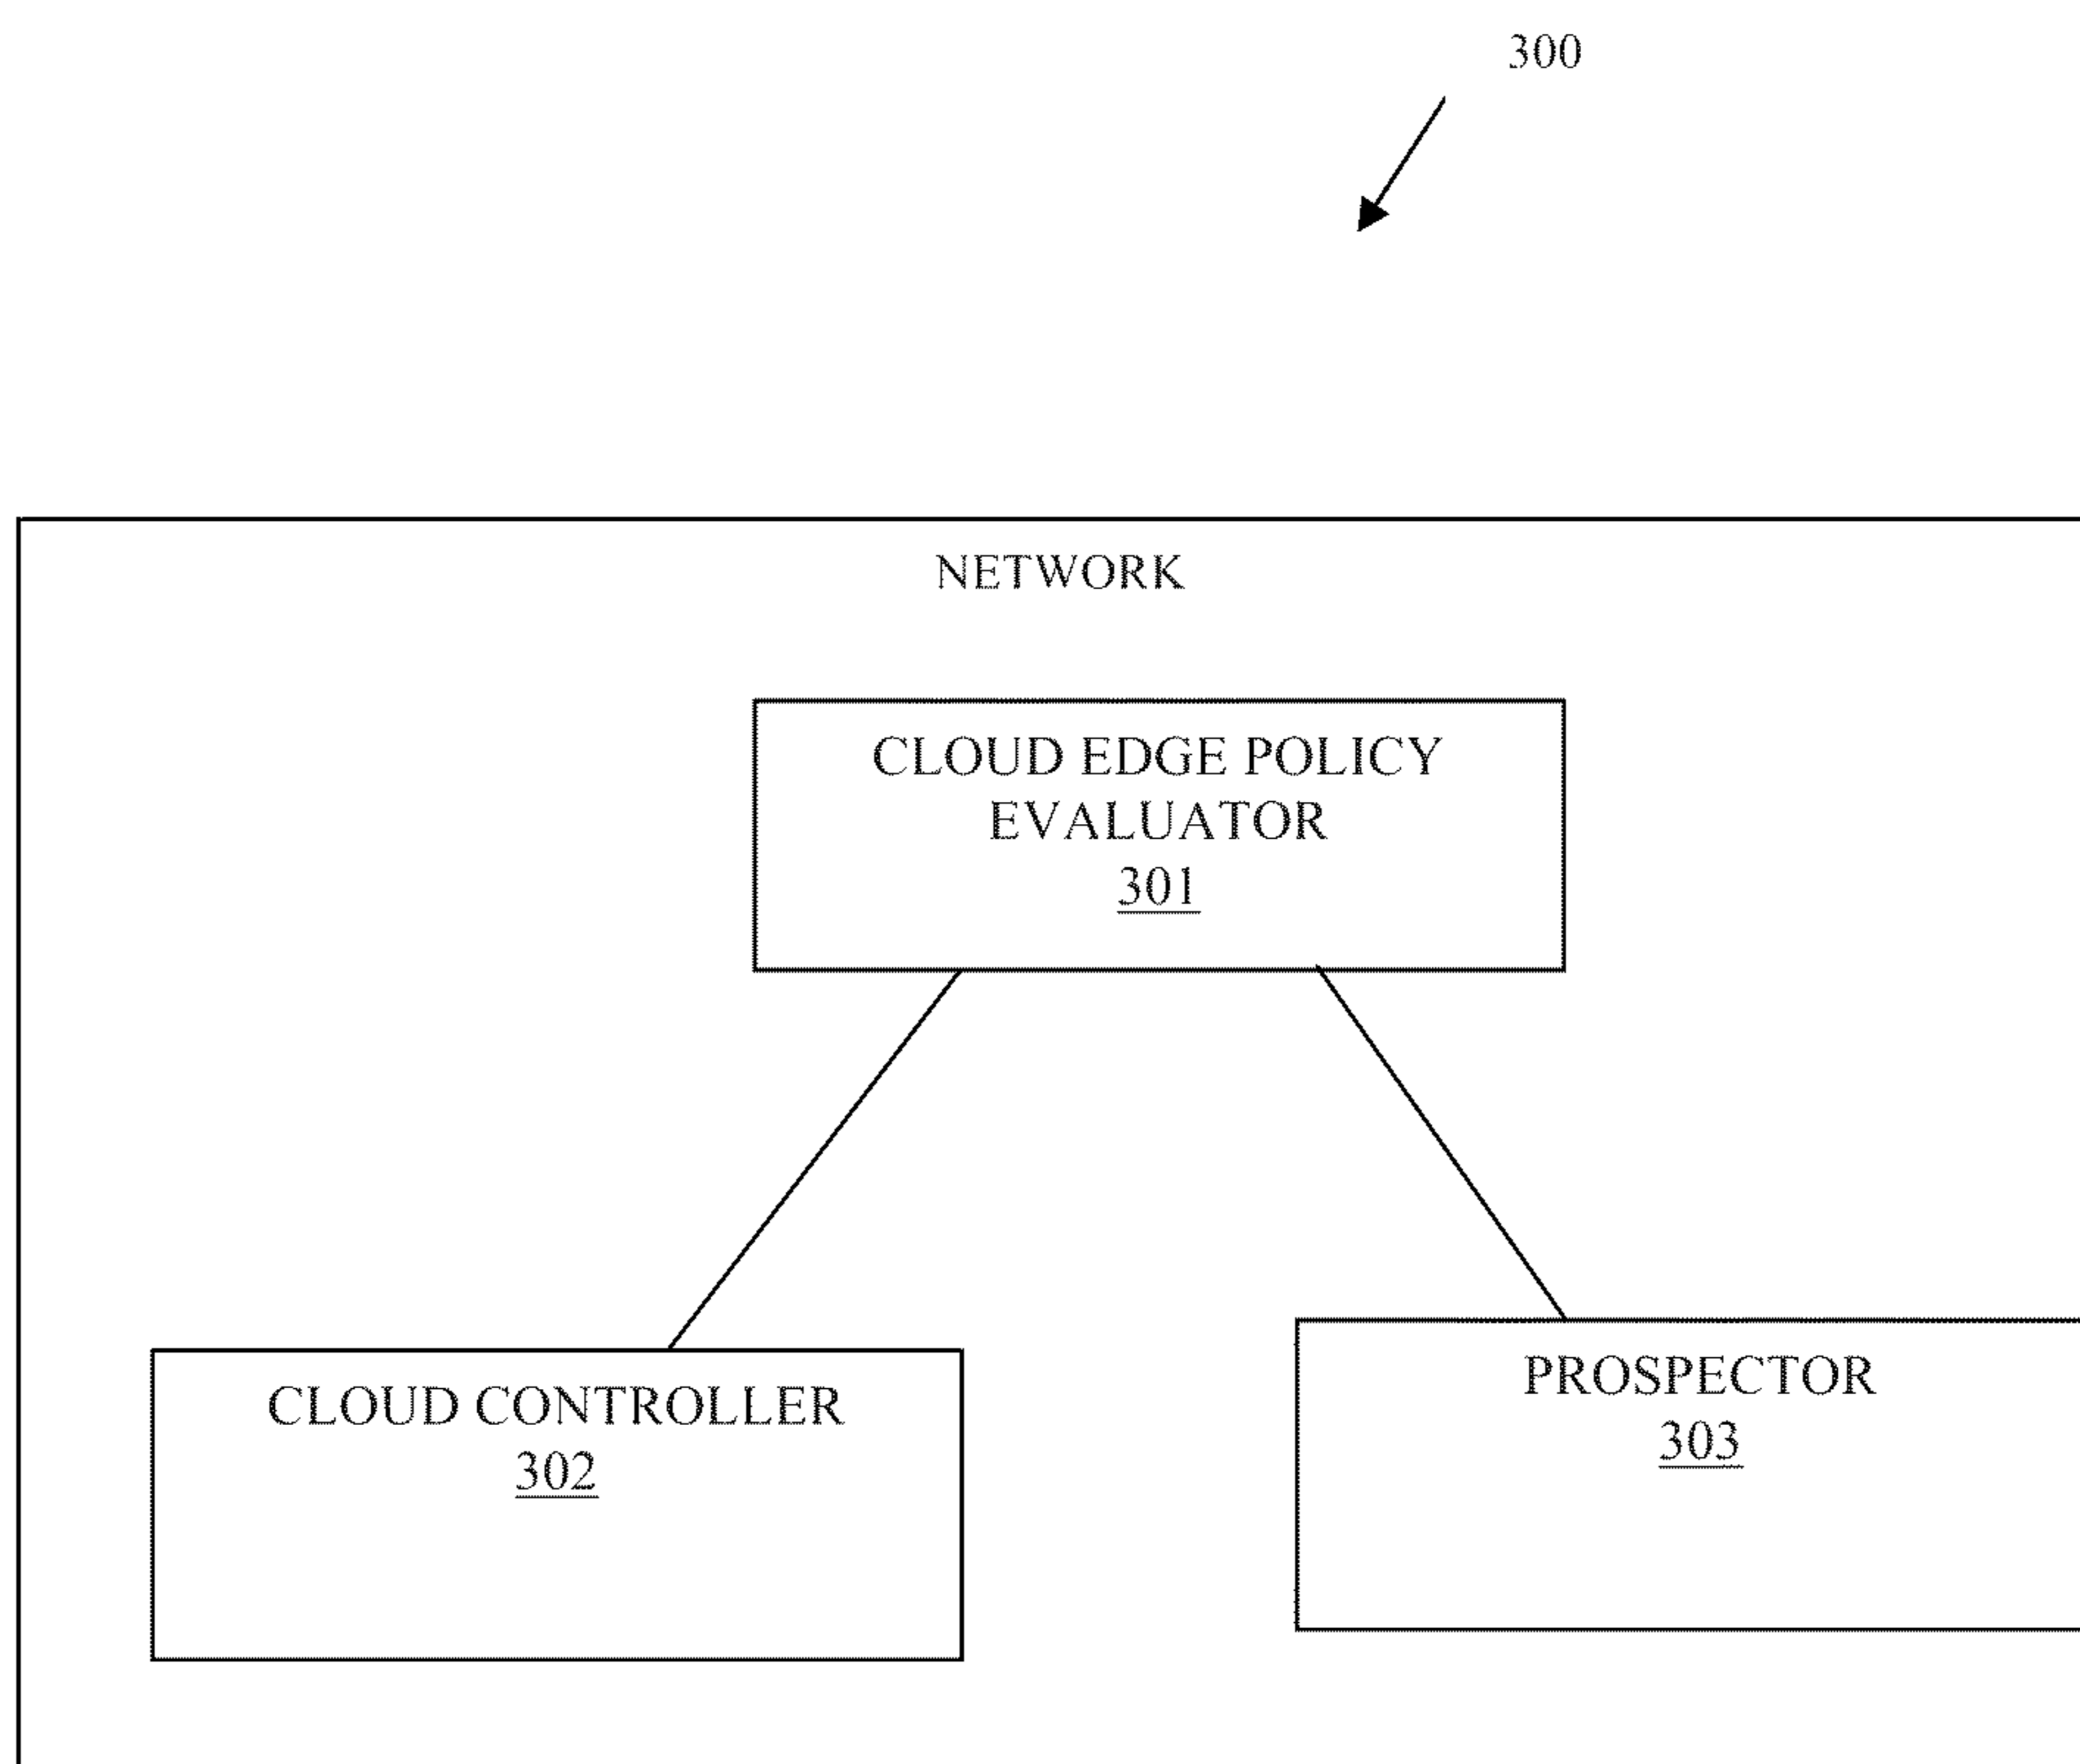 300
NETWORK
CLOUD EDGE POLICY
EVALUATOR
301
CLOUD CONTROLLER
302
PROSPECTOR
303